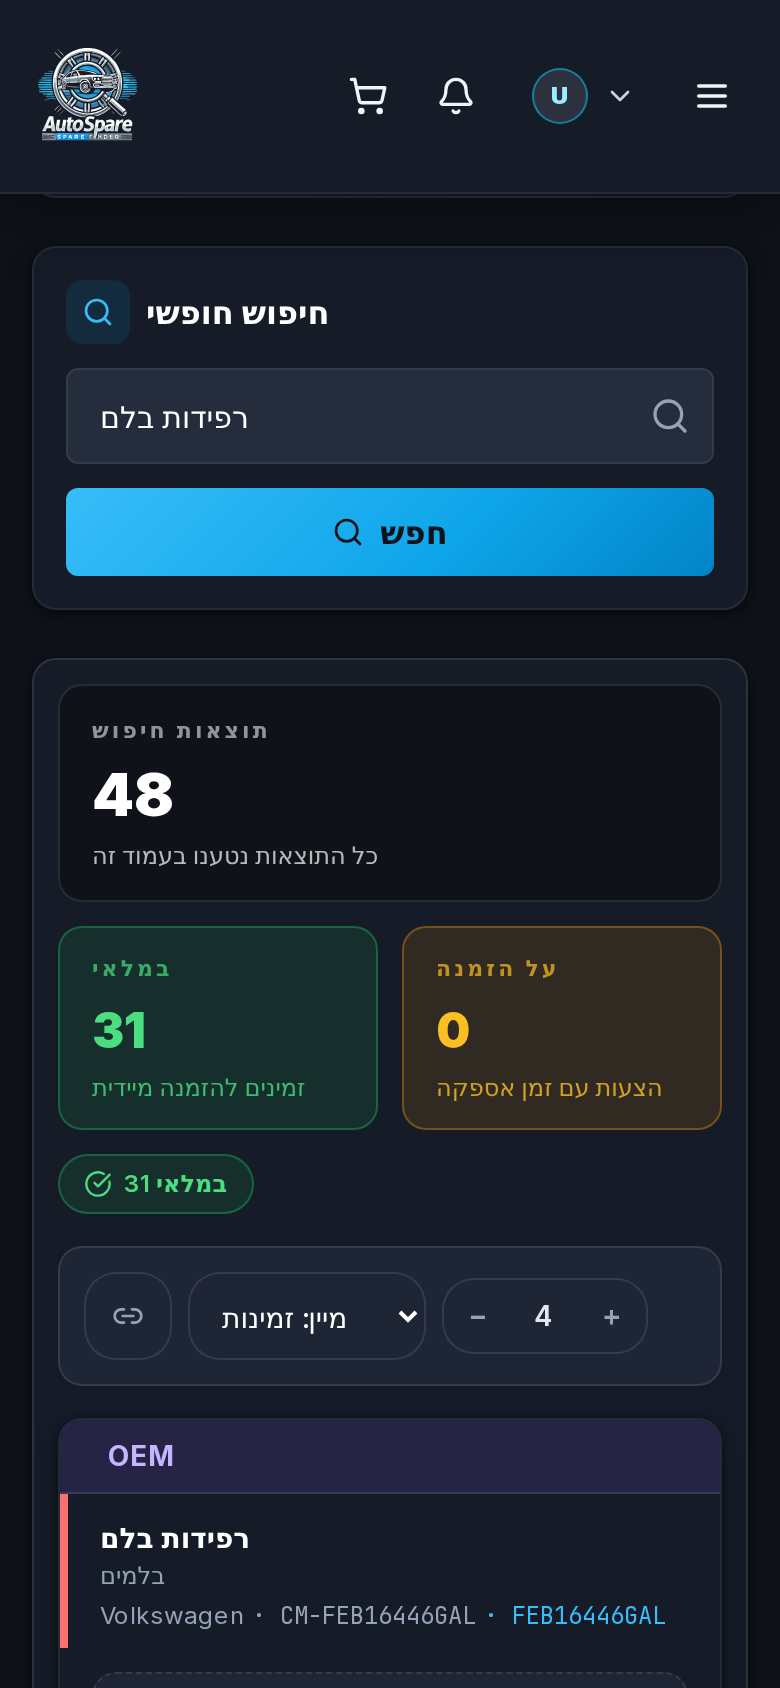 AutoSpare
SPARE FINDER
U
חיפוש חופשי
רפידות בלם
חפש
תוצאות חיפוש
48
כל התוצאות נטענו בעמוד זה
במלאי
31
זמינים להזמנה מיידית
על הזמנה
0
הצעות עם זמן אספקה
במלאי 31
מיין: זמינות
− 4 +
OEM
רפידות בלם
בלמים
Volkswagen · CM-FEB16446GAL · FEB16446GAL